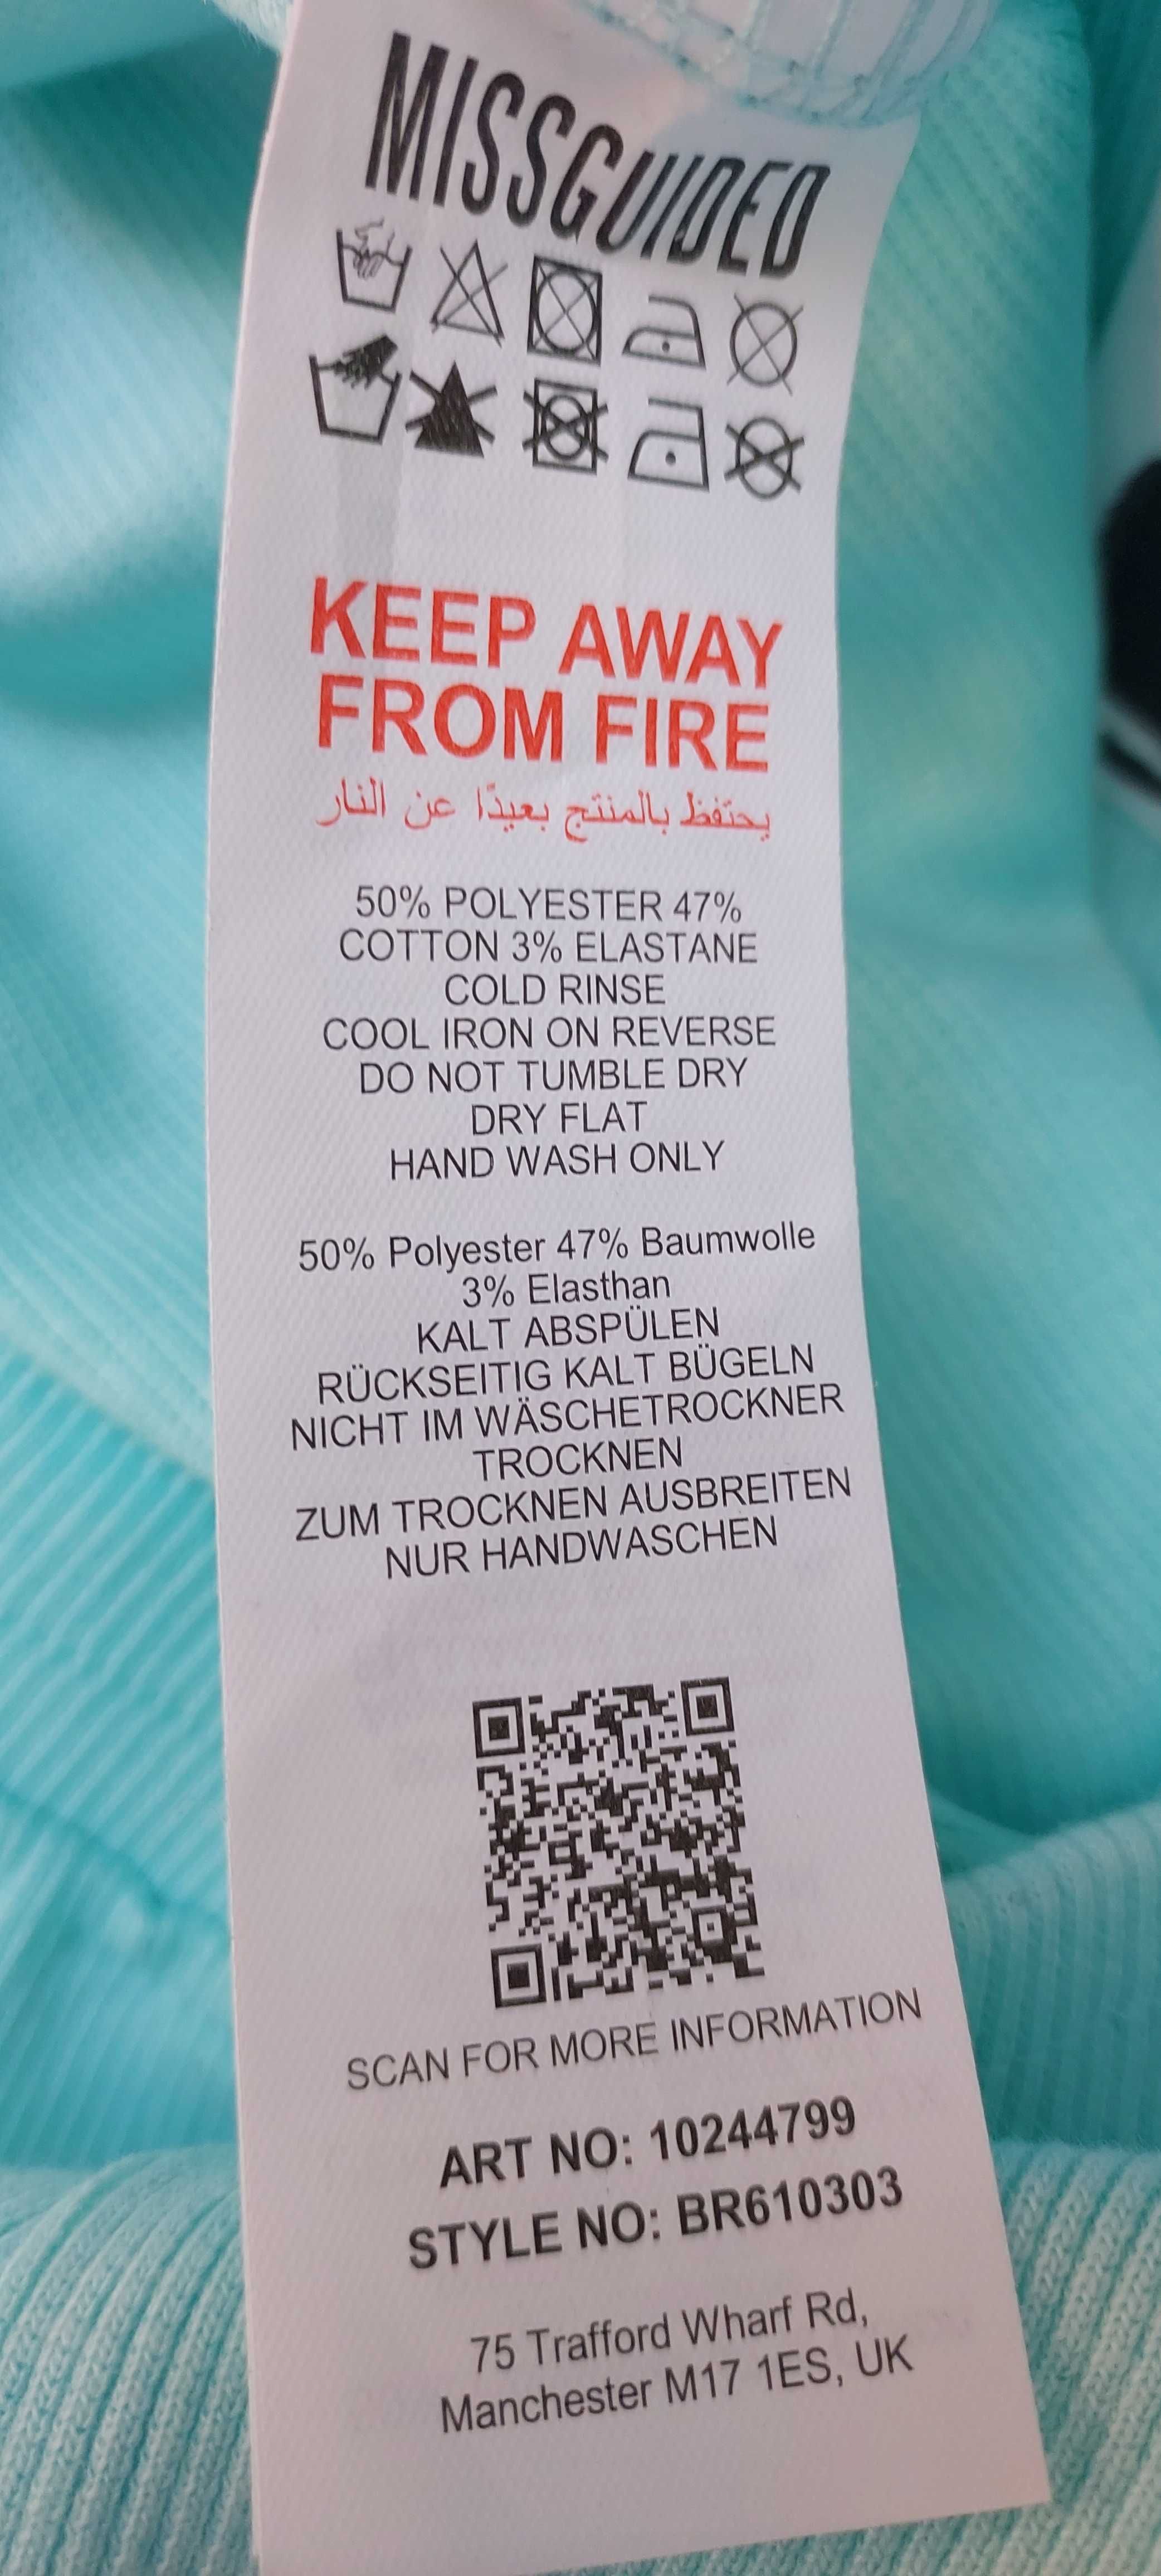 MISSGUIDED
KEEP AWAY
FROM FIRE
يحتفظ بالمنتج بعيدًا عن النار
50% POLYESTER 47%
COTTON 3% ELASTANE
COLD RINSE
COOL IRON ON REVERSE
DO NOT TUMBLE DRY
DRY FLAT
HAND WASH ONLY
50% Polyester 47% Baumwolle
3% Elasthan
KALT ABSPÜLEN
RÜCKSEITIG KALT BÜGELN
NICHT IM WÄSCHETROCKNER
TROCKNEN
ZUM TROCKNEN AUSBREITEN
NUR HANDWASCHEN
SCAN FOR MORE INFORMATION
ART NO: 10244799
STYLE NO: BR610303
75 Trafford Wharf Rd,
Manchester M17 1ES, UK